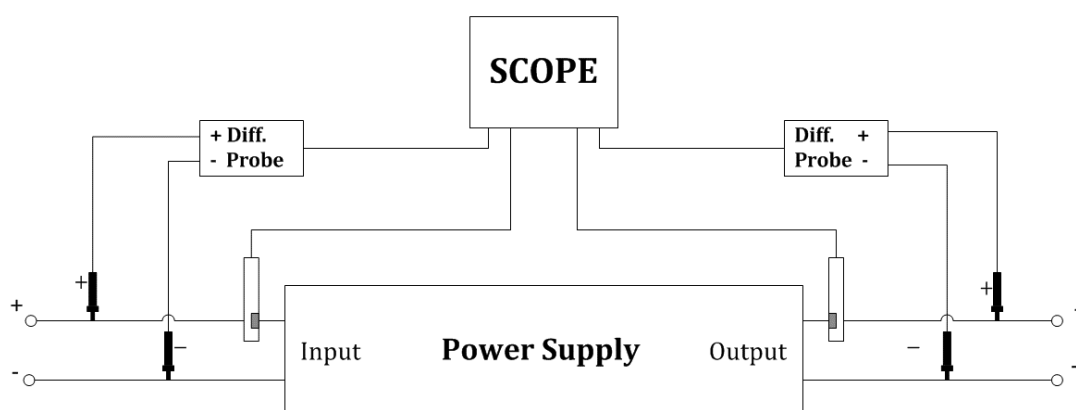 SCOPE
+ Diff.
- Probe
Diff. +
Probe -
+
+
+
-
–
–
Input
Power Supply
Output